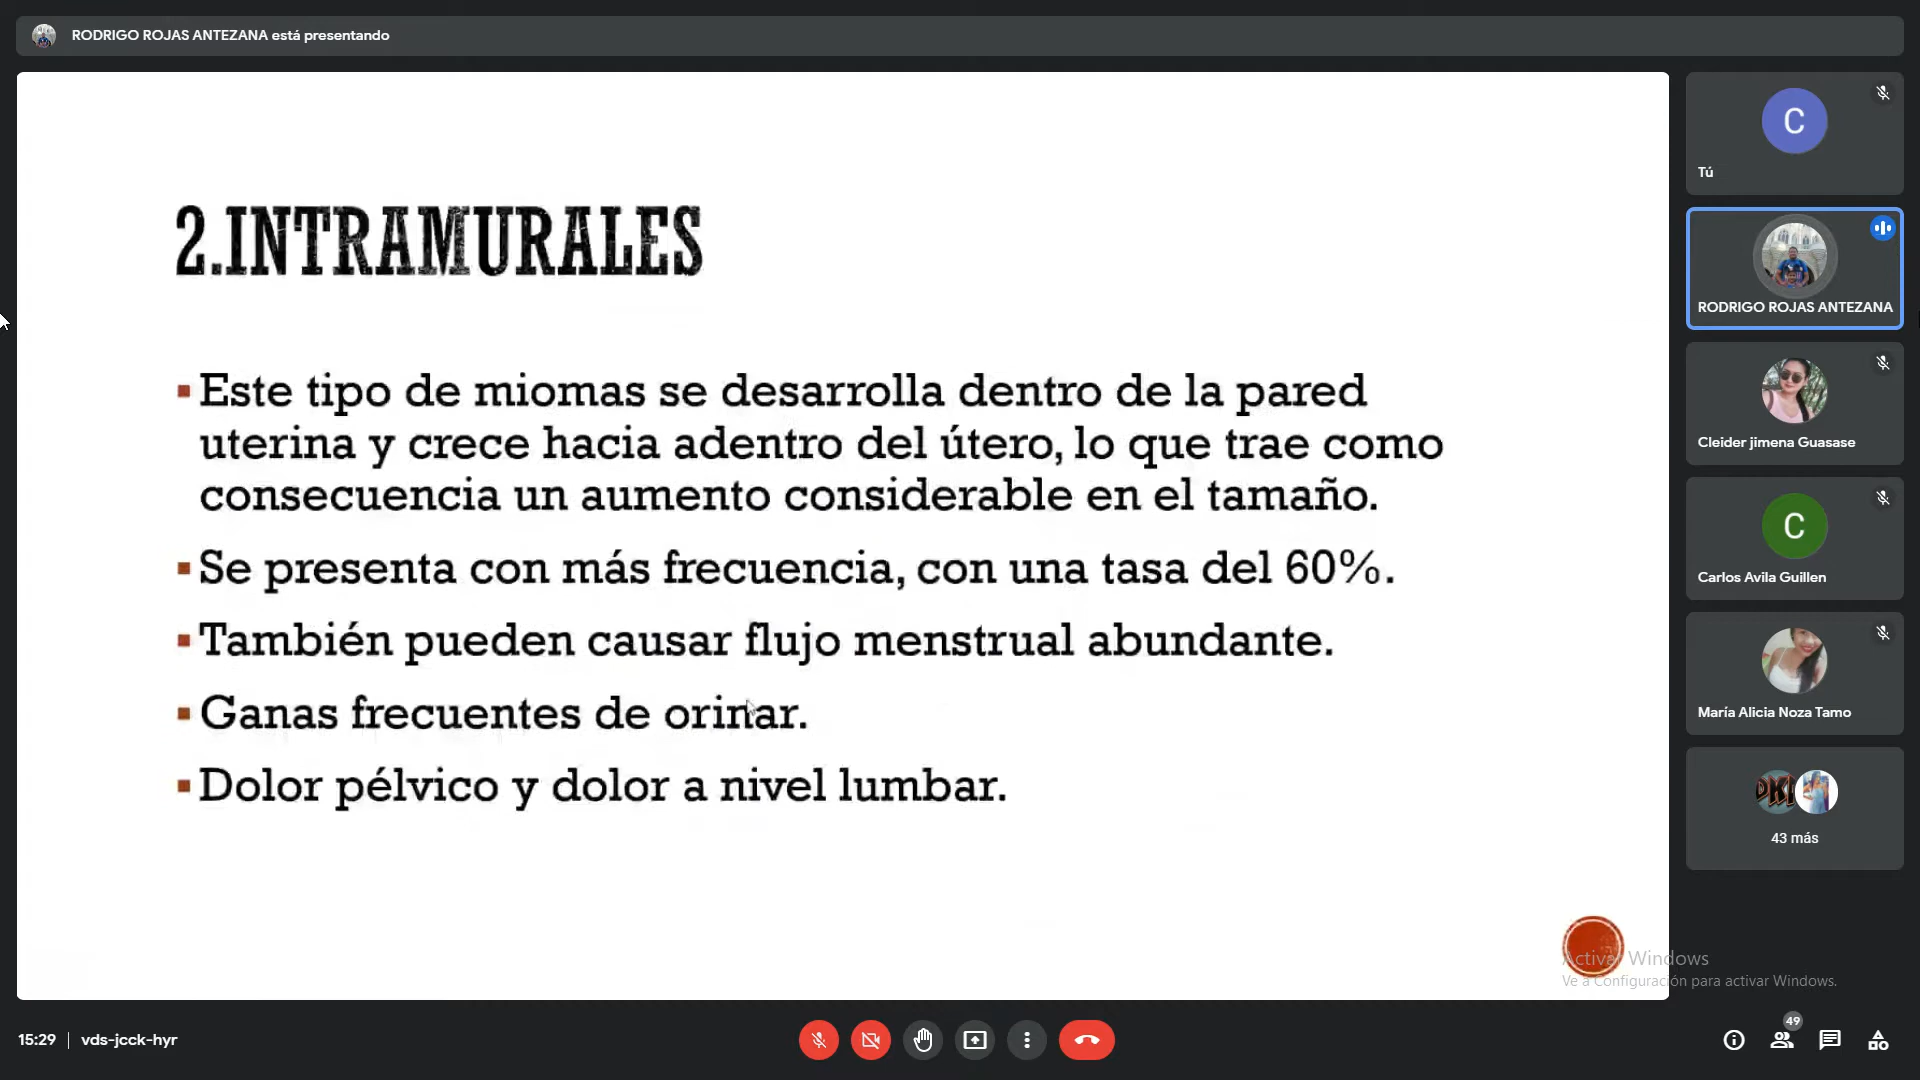 RODRIGO ROJAS ANTEZANA está presentando
2.INTRAMURALES
Este tipo de miomas se desarrolla dentro de la pared
uterina y crece hacia adentro del útero, lo que trae como
consecuencia un aumento considerable en el tamaño.
Se presenta con más frecuencia, con una tasa del 60%.
También pueden causar flujo menstrual abundante.
Ganas frecuentes de orinar.
Dolor pélvico y dolor a nivel lumbar.
C
Tú
RODRIGO ROJAS ANTEZANA
Cleider jimena Guasase
C
Carlos Avila Guillen
María Alicia Noza Tamo
43 más
Activar Windows
Ve a Configuración para activar Windows.
15:29 | vds-jcck-hyr
49